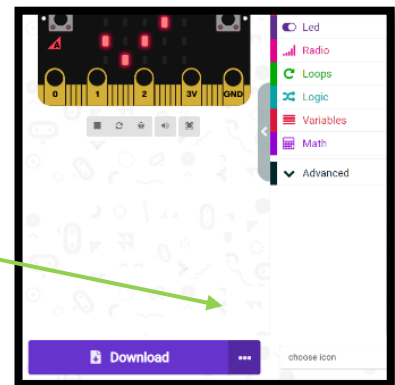 Led
Radio
Loops
Logic
Variables
Math
Advanced
0 1 2 3V GND
Download
choose icon